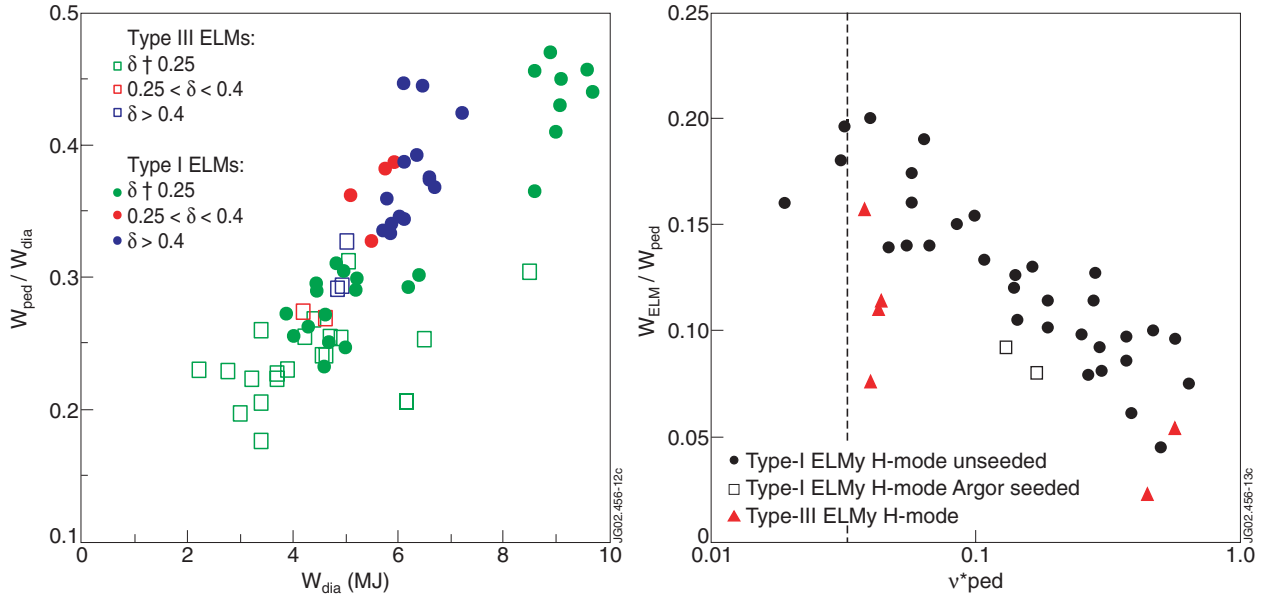 0.5
0.4
0.3
0.2
0.1
W_ped / W_dia
Type III ELMs:
δ † 0.25
0.25 < δ < 0.4
δ > 0.4
Type I ELMs:
δ † 0.25
0.25 < δ < 0.4
δ > 0.4
0
2
4
6
8
10
W_dia (MJ)
JG02.456-12c
0.25
0.20
0.15
0.10
0.05
0
W_ELM / W_ped
Type-I ELMy H-mode unseeded
Type-I ELMy H-mode Argor seeded
Type-III ELMy H-mode
0.01
0.1
1.0
ν*ped
JG02.456-13c